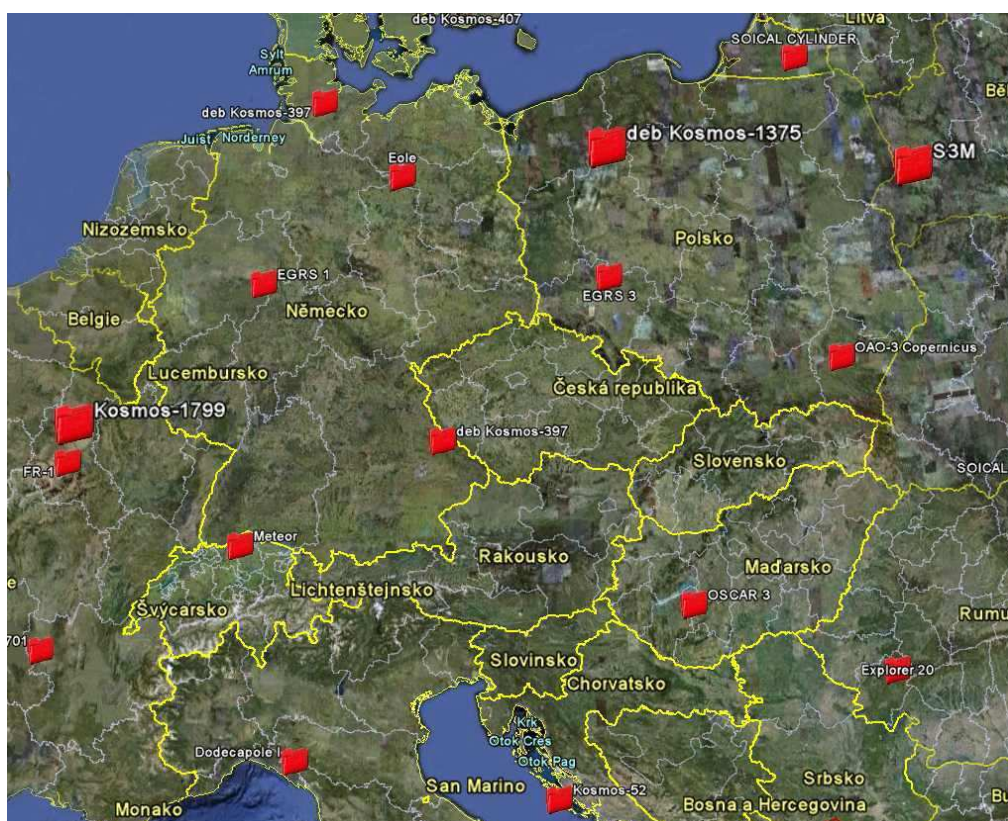 deb Kosmos-407
Litva
SOICAL CYLINDER
Sylt
Amrum
Bě
deb Kosmos-397
Juist
Norderney
deb Kosmos-1375
S3M
Eole
Nizozemsko
Polsko
EGRS 1
EGRS 3
Belgie
Německo
OAO-3 Copernicus
Lucembursko
Česká republika
Kosmos-1799
deb Kosmos-397
FR-1
Slovensko
SOICAL
Meteor
Rakousko
Maďarsko
e
Lichtenštejnsko
Švýcarsko
OSCAR 3
Rumu
701
Slovinsko
Explorer 20
Chorvatsko
Krk
Otok Cres
Dodecapole I
Otok Pag
San Marino
Srbsko
Kosmos-52
Monako
Bosna a Hercegovina
Bu